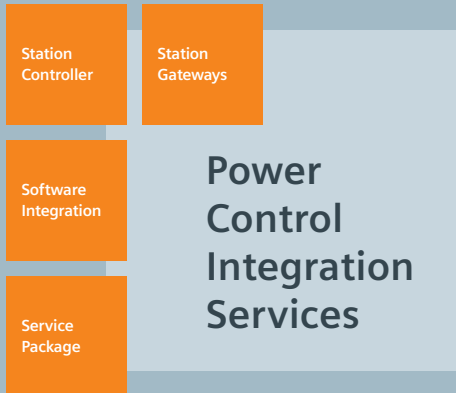 Station
Controller
Station
Gateways
Software
Integration
Service
Package
Power
Control
Integration
Services